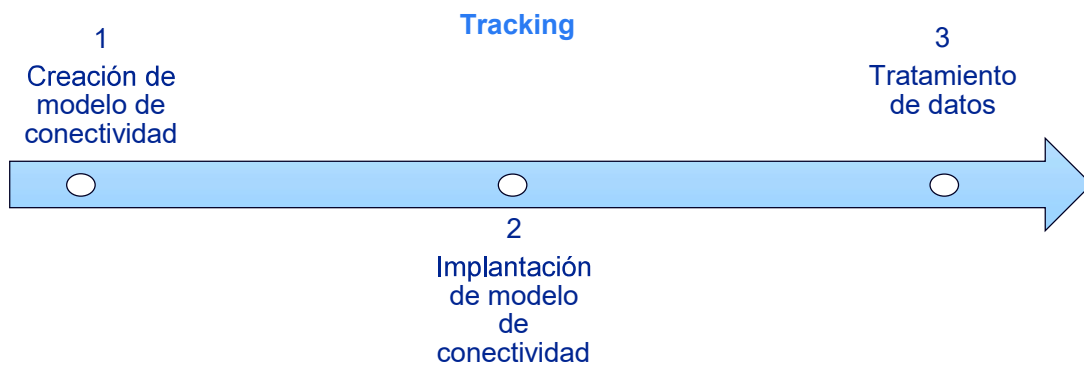 Tracking
1
Creación de
modelo de
conectividad
2
Implantación
de modelo
de
conectividad
3
Tratamiento
de datos